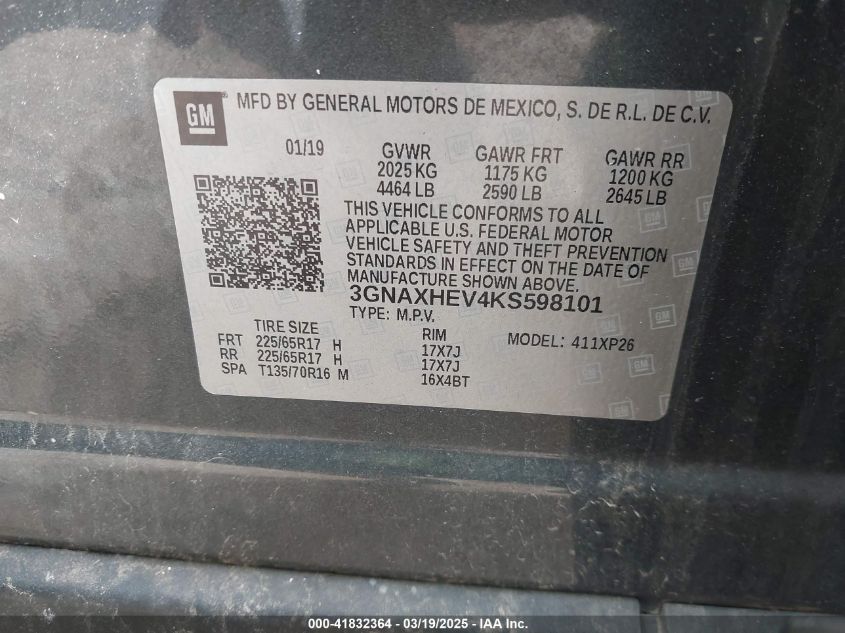 GM
MFD BY GENERAL MOTORS DE MEXICO, S. DE R.L. DE C.V.
01/19 GVWR GAWR FRT GAWR RR
2025 KG 1175 KG 1200 KG
4464 LB 2590 LB 2645 LB
THIS VEHICLE CONFORMS TO ALL
APPLICABLE U.S. FEDERAL MOTOR
VEHICLE SAFETY AND THEFT PREVENTION
STANDARDS IN EFFECT ON THE DATE OF
MANUFACTURE SHOWN ABOVE.
3GNAXHEV4KS598101
TYPE: M.P.V.
TIRE SIZE RIM MODEL: 411XP26
FRT 225/65R17 H 17X7J
RR 225/65R17 H 17X7J
SPA T135/70R16 M 16X4BT
000-41832364 - 03/19/2025 - IAA Inc.